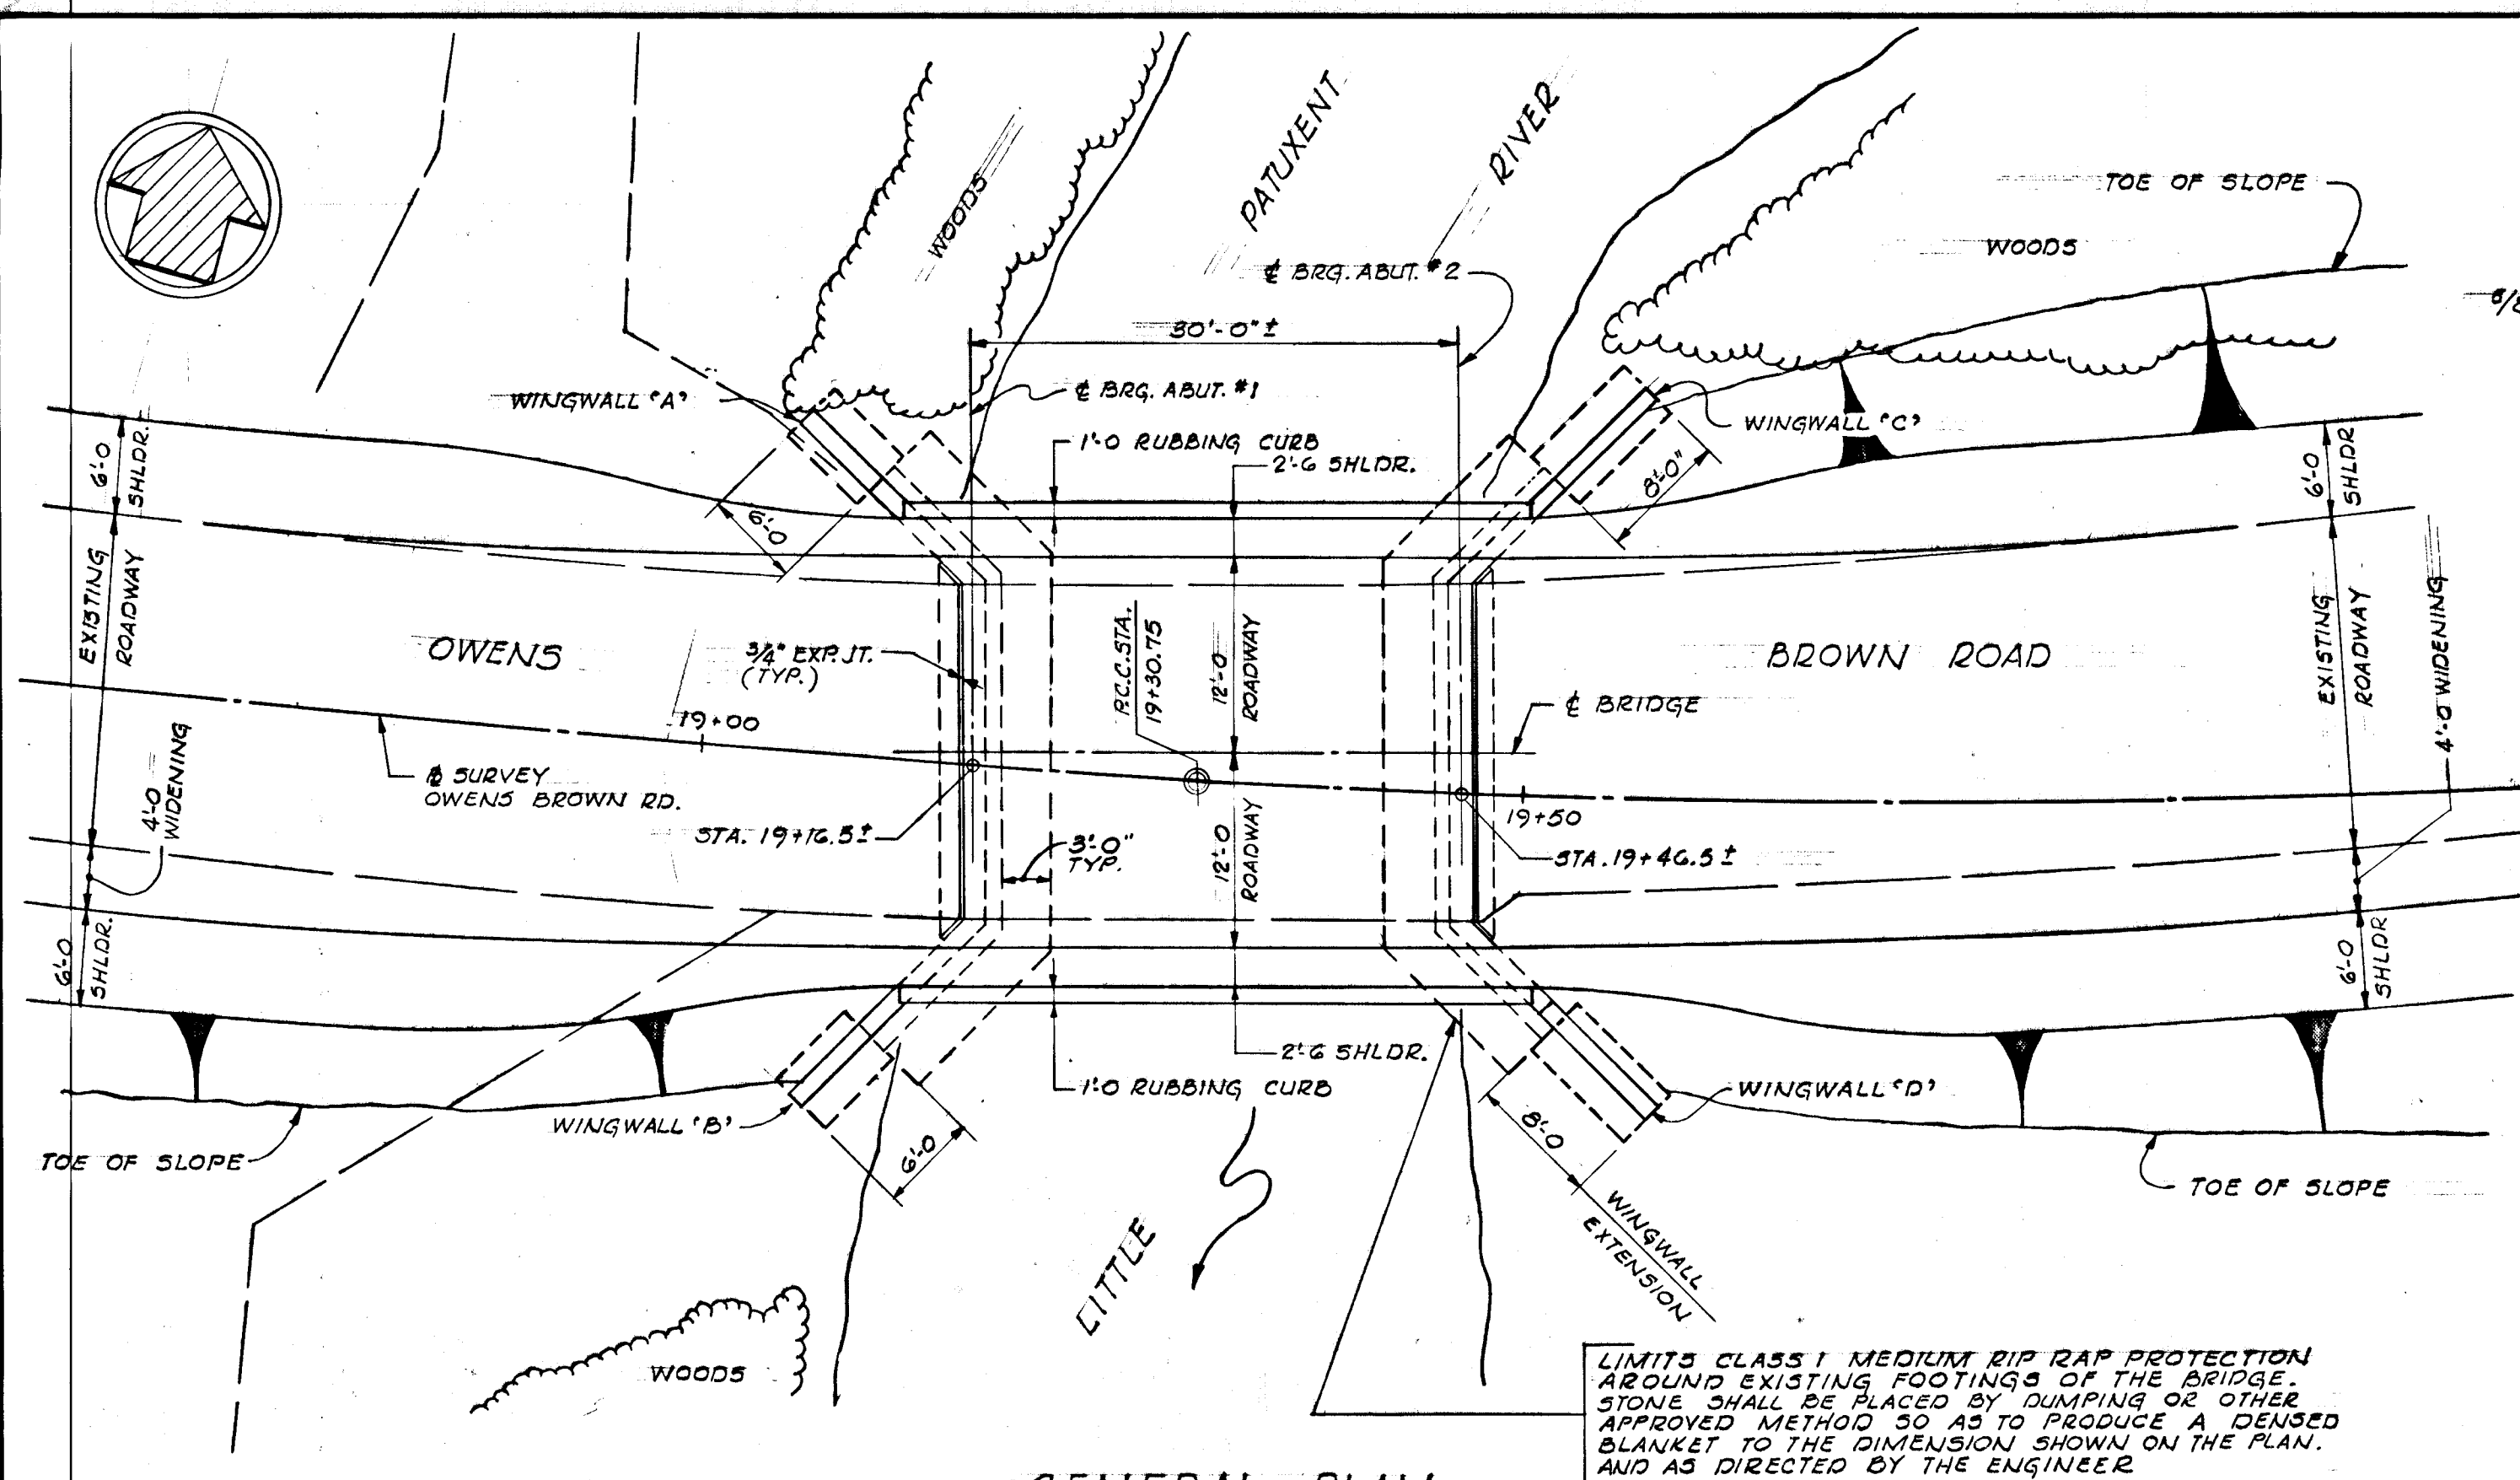 WOODS
PATUXENT
RIVER
TOE OF SLOPE
WOODS
℄ BRG. ABUT. #2
30'-0" ±
℄ BRG. ABUT. #1
WINGWALL 'A'
WINGWALL 'C'
1'-0 RUBBING CURB
2'-6 SHLDR.
8'-0"
6'-0
SHLDR.
6'-0
SHLDR
6'-0
EXISTING
ROADWAY
OWENS
3/4" EXP. JT.
(TYP.)
P.C.C. STA.
19+30.75
12'-0
ROADWAY
BROWN ROAD
EXISTING
ROADWAY
4'-0 WIDENING
19+00
℄ BRIDGE
4'-0
WIDENING
SURVEY
OWENS BROWN RD.
STA. 19+16.5±
3'-0"
TYP.
12'-0
ROADWAY
19+50
STA. 19+46.5±
6'-0
SHLDR.
6'-0
SHLDR
2'-6 SHLDR.
1'-0 RUBBING CURB
WINGWALL 'B'
WINGWALL 'D'
TOE OF SLOPE
6'-0
8'-0
TOE OF SLOPE
WINGWALL
EXTENSION
LITTLE
WOODS
LIMITS CLASS I MEDIUM RIP RAP PROTECTION
AROUND EXISTING FOOTINGS OF THE BRIDGE.
STONE SHALL BE PLACED BY DUMPING OR OTHER
APPROVED METHOD SO AS TO PRODUCE A DENSED
BLANKET TO THE DIMENSION SHOWN ON THE PLAN.
AND AS DIRECTED BY THE ENGINEER
GENERAL PLAN